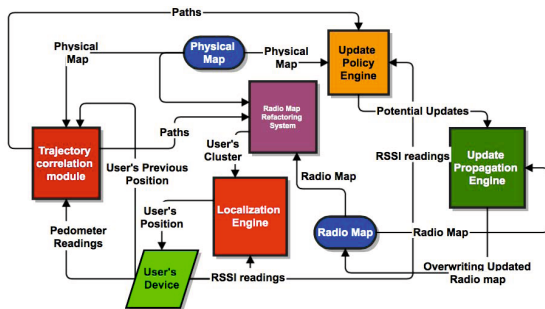 Paths
Physical
Map
Physical
Map
Physical
Map
Update
Policy
Engine
Radio Map
Refactoring
System
Potential Updates
Paths
Trajectory
correlation
module
User's
Cluster
RSSI readings
Update
Propagation
Engine
User's Previous
Position
Radio Map
Localization
Engine
User's
Position
Pedometer
Readings
Radio Map
Radio Map
User's
Device
RSSI readings
Overwriting Updated
Radio map